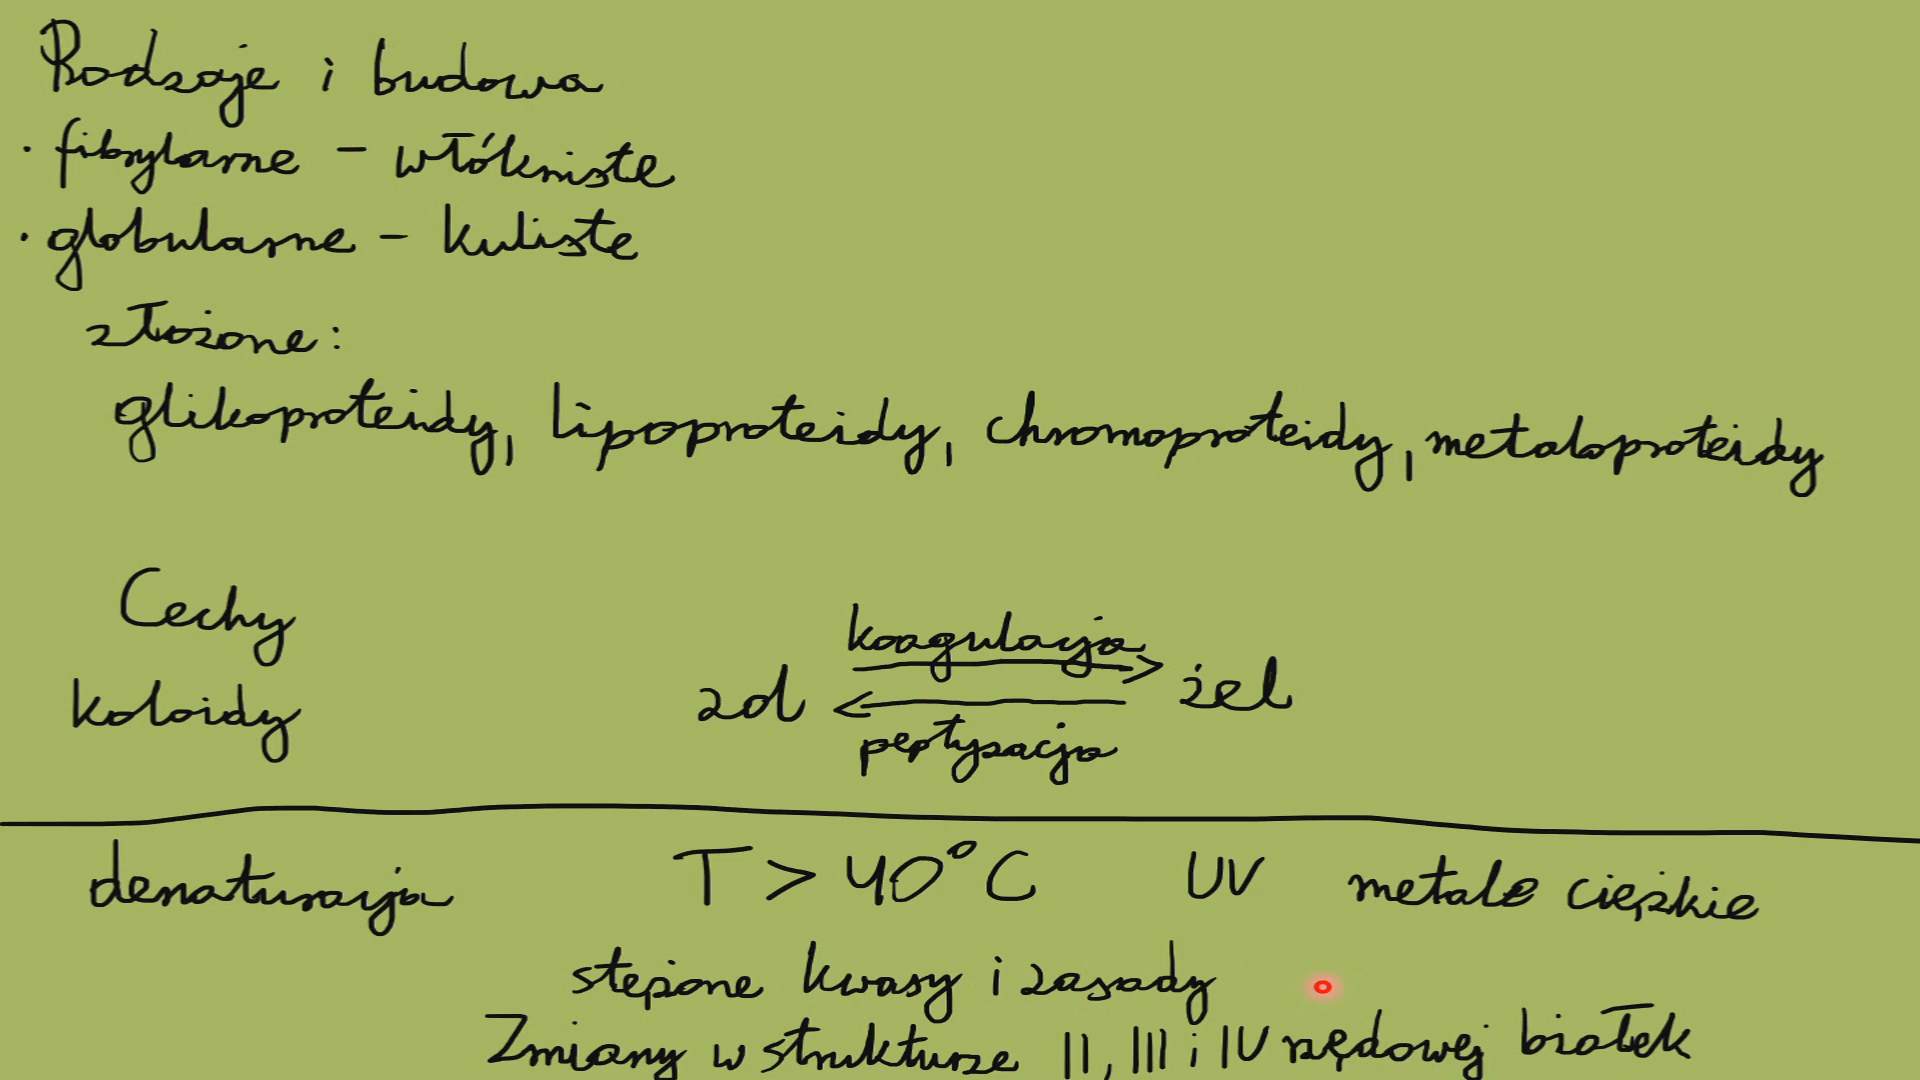 Rodzaje i budowa
· fibrylarne - włókniste
· globularne - kuliste
złożone:
glikoproteidy, lipoproteidy, chromoproteidy, metaloproteidy
Cechy
koloidy
koagulacja
zol żel
peptyzacja
denaturacja T > 40°C UV metale ciężkie
stężone kwasy i zasady
Zmiany w strukturze II, III i IV rzędowej białek